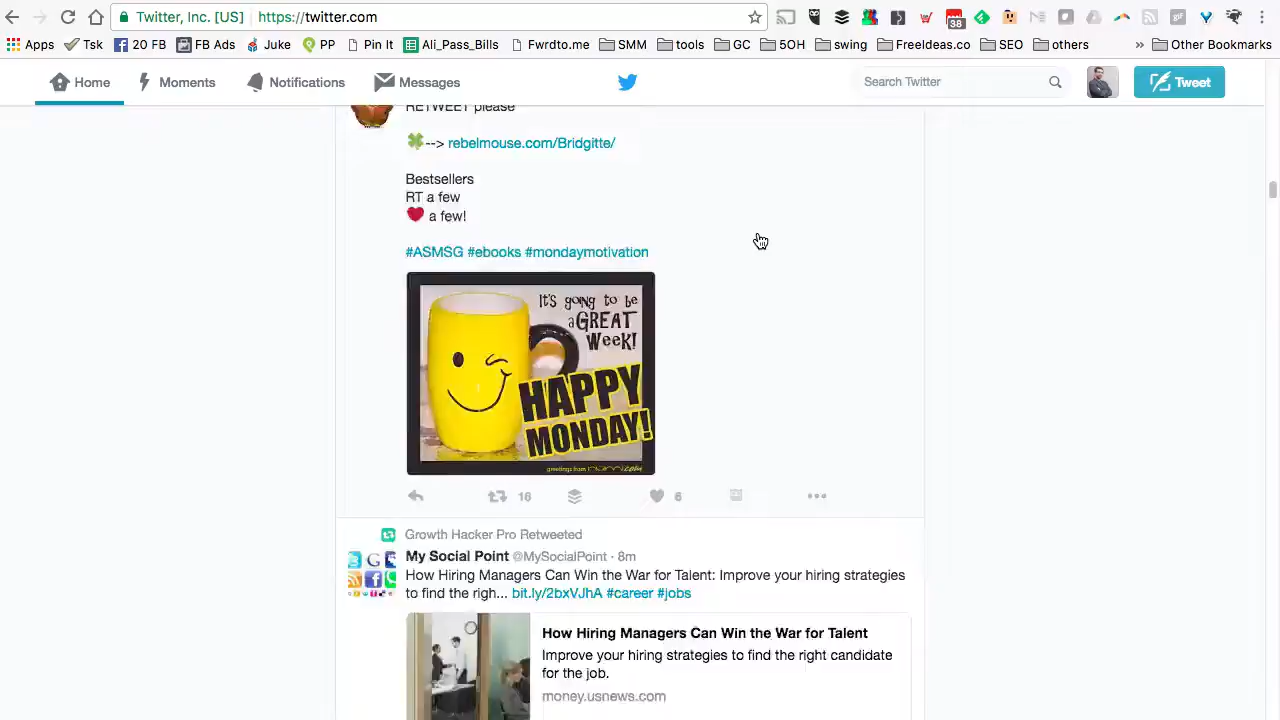 Twitter, Inc. [US] https://twitter.com
38
Apps Tsk 20 FB FB Ads Juke PP Pin It Ali_Pass_Bills Fwrdto.me SMM tools GC 5OH swing FreeIdeas.co SEO others » Other Bookmarks
Home Moments Notifications Messages Search Twitter Tweet
RETWEET please
--> rebelmouse.com/Bridgitte/
Bestsellers
RT a few
a few!
#ASMSG #ebooks #mondaymotivation
It's going to be
a GREAT
Week!
HAPPY
MONDAY!
greetings from
16 6
Growth Hacker Pro Retweeted
My Social Point @MySocialPoint · 8m
How Hiring Managers Can Win the War for Talent: Improve your hiring strategies
to find the righ... bit.ly/2bxVJhA #career #jobs
How Hiring Managers Can Win the War for Talent
Improve your hiring strategies to find the right candidate
for the job.
money.usnews.com